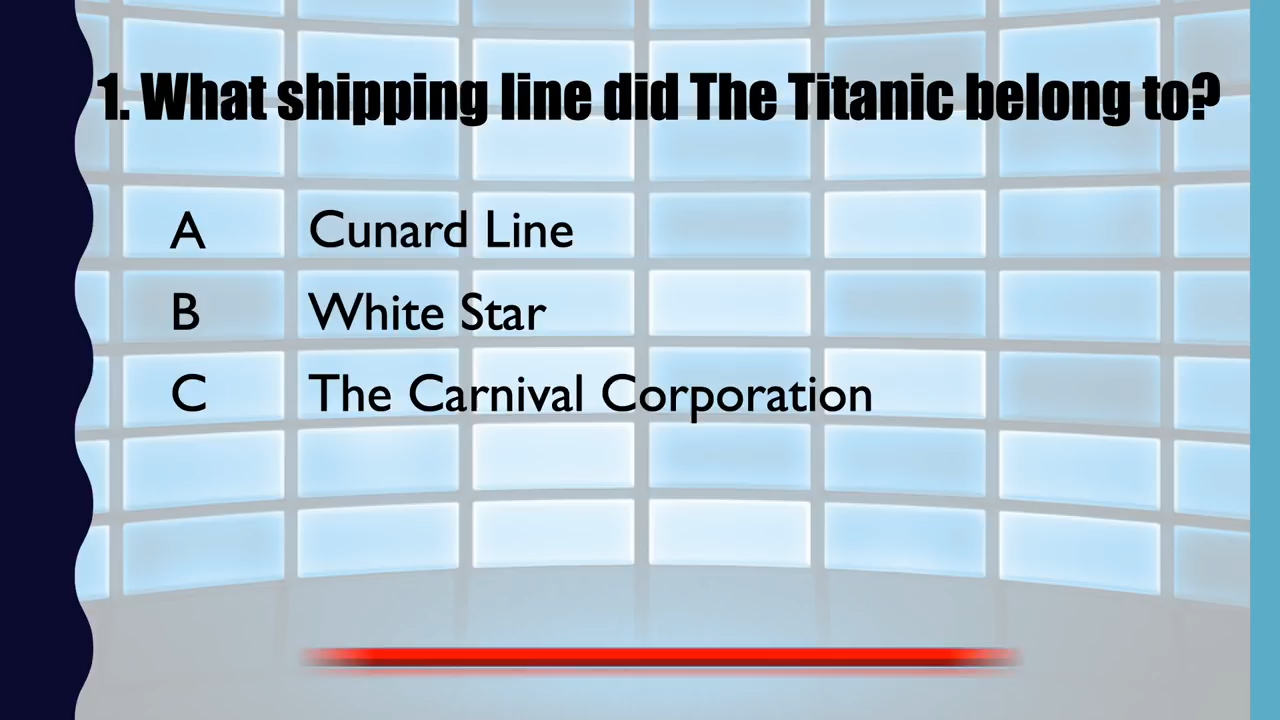 1. What shipping line did The Titanic belong to?
A Cunard Line
B White Star
C The Carnival Corporation